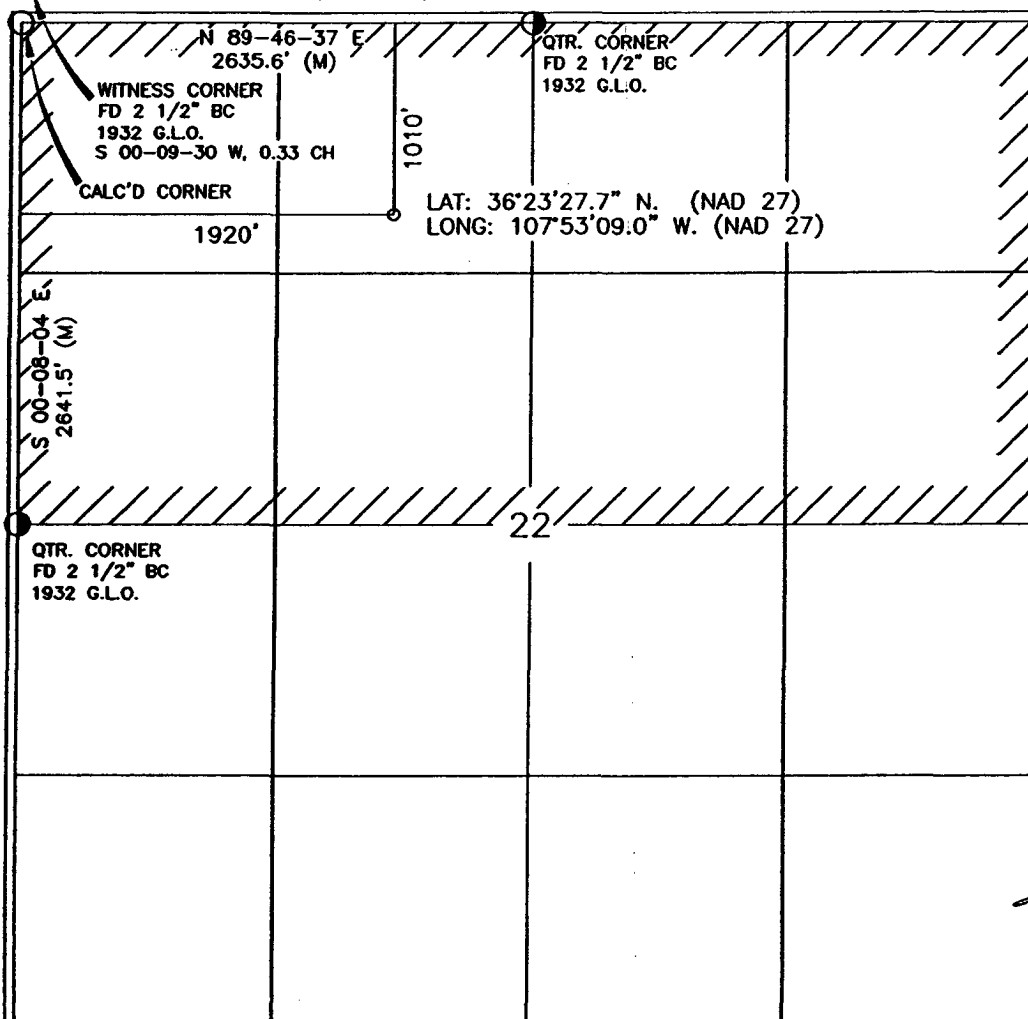 N 89-46-37 E
2635.6' (M)
QTR. CORNER
FD 2 1/2" BC
1932 G.L.O.
WITNESS CORNER
FD 2 1/2" BC
1932 G.L.O.
S 00-09-30 W, 0.33 CH
CALC'D CORNER
1010'
LAT: 36°23'27.7" N. (NAD 27)
LONG: 107°53'09.0" W. (NAD 27)
1920'
S 00-08-04 E
2641.5' (M)
22
QTR. CORNER
FD 2 1/2" BC
1932 G.L.O.